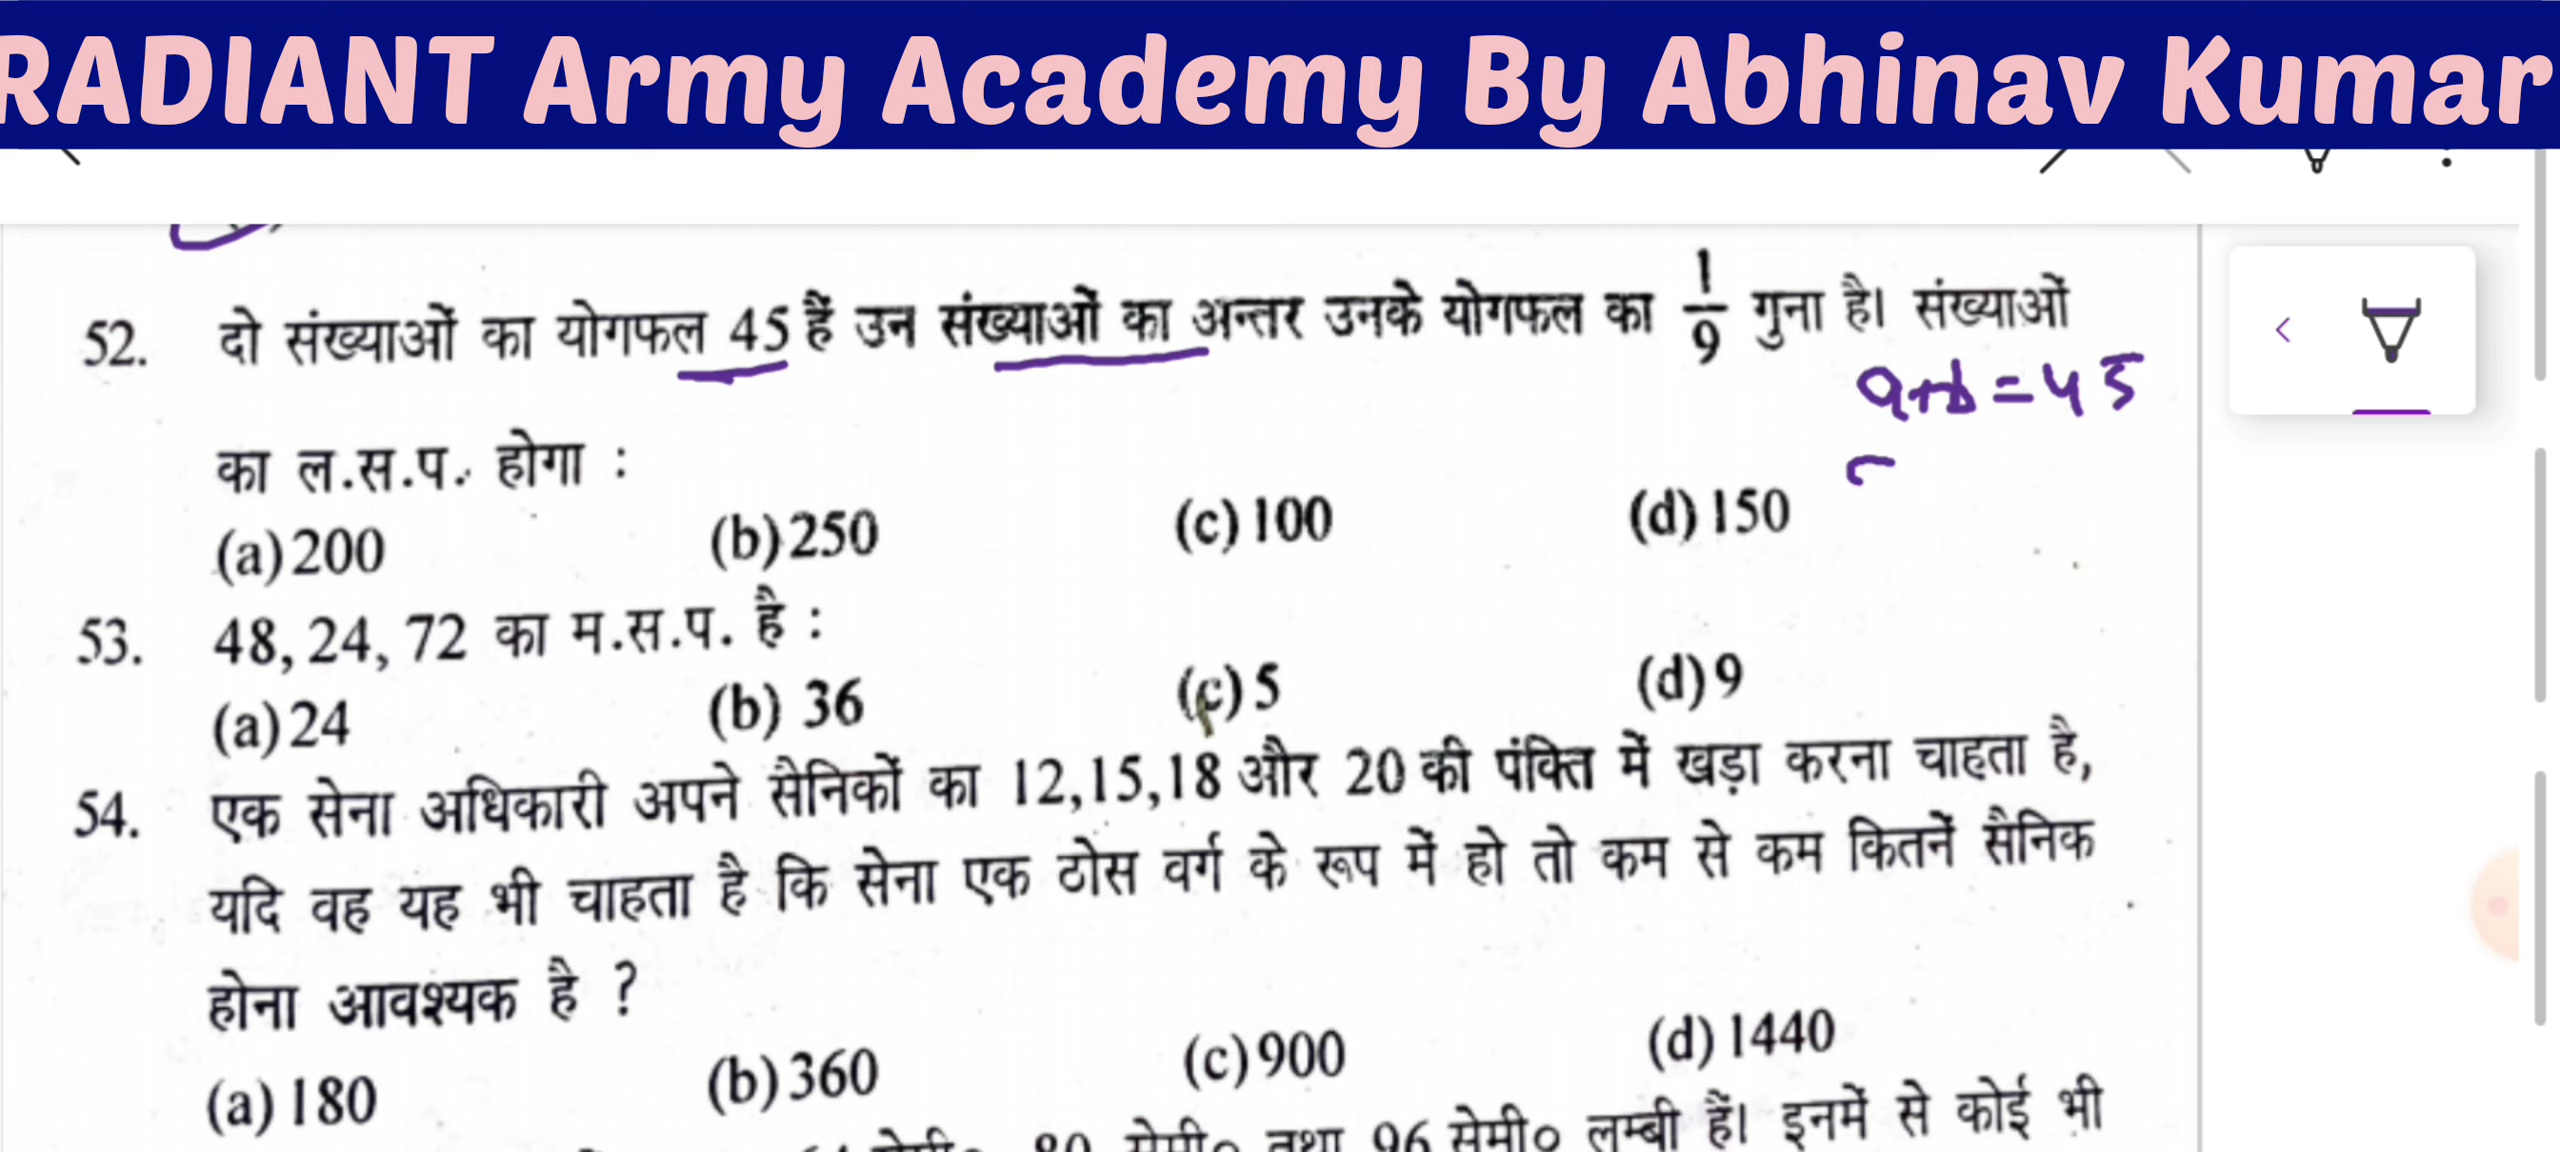 RADIANT Army Academy By Abhinav Kumar
52. दो संख्याओं का योगफल 45 हैं उन संख्याओं का अन्तर उनके योगफल का 1/9 गुना है। संख्याओं
a+b=45
का ल.स.प. होगा :
(a) 200 (b) 250 (c) 100 (d) 150
53. 48, 24, 72 का म.स.प. है :
(a) 24 (b) 36 (c) 5 (d) 9
54. एक सेना अधिकारी अपने सैनिकों का 12,15,18 और 20 की पंक्ति में खड़ा करना चाहता है,
यदि वह यह भी चाहता है कि सेना एक ठोस वर्ग के रूप में हो तो कम से कम कितनें सैनिक
होना आवश्यक है ?
(a) 180 (b) 360 (c) 900 (d) 1440
80 सेमी० तथा 96 सेमी० लम्बी हैं। इनमें से कोई भी